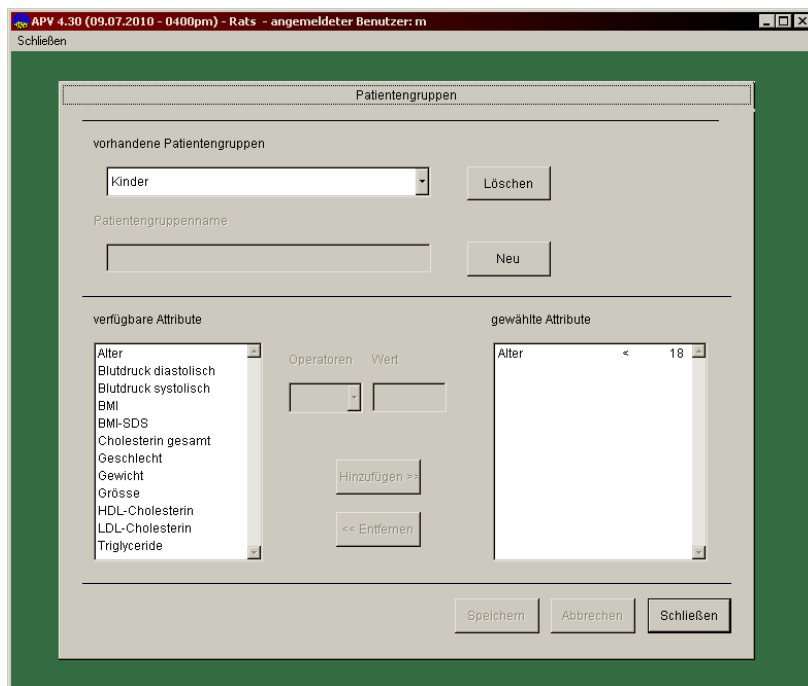 APV 4.30 (09.07.2010 - 0400pm) - Rats - angemeldeter Benutzer: m
Schließen
Patientengruppen
vorhandene Patientengruppen
Kinder
Löschen
Patientengruppenname
Neu
verfügbare Attribute
gewählte Attribute
Alter
Blutdruck diastolisch
Blutdruck systolisch
BMI
BMI-SDS
Cholesterin gesamt
Geschlecht
Gewicht
Grösse
HDL-Cholesterin
LDL-Cholesterin
Triglyceride
Operatoren Wert
Hinzufügen >>
<< Entfernen
Alter < 18
Speichern Abbrechen Schließen